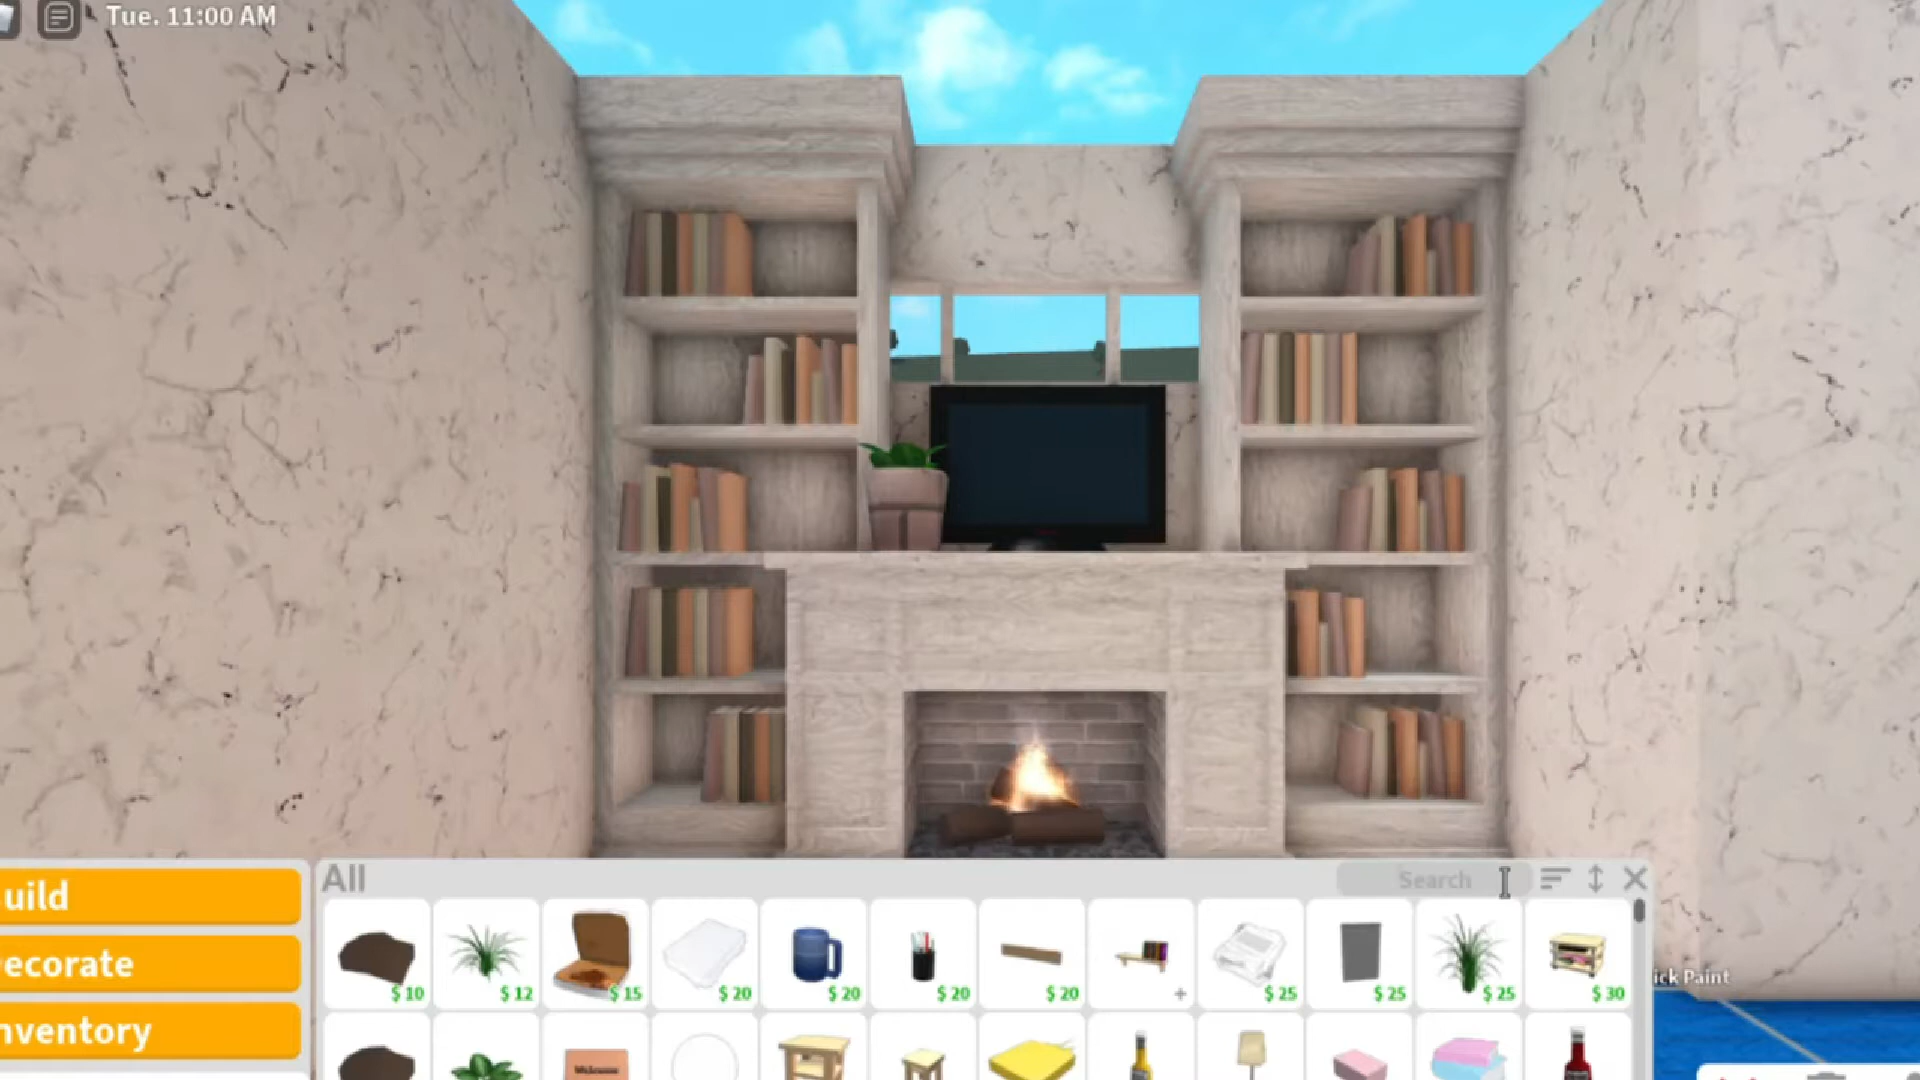 Tue. 11:00 AM
All
Search
uild
ecorate
nventory
$10
$12
$15
$20
$20
$20
$20
+
$25
$25
$25
$30
ick Paint
Welcome